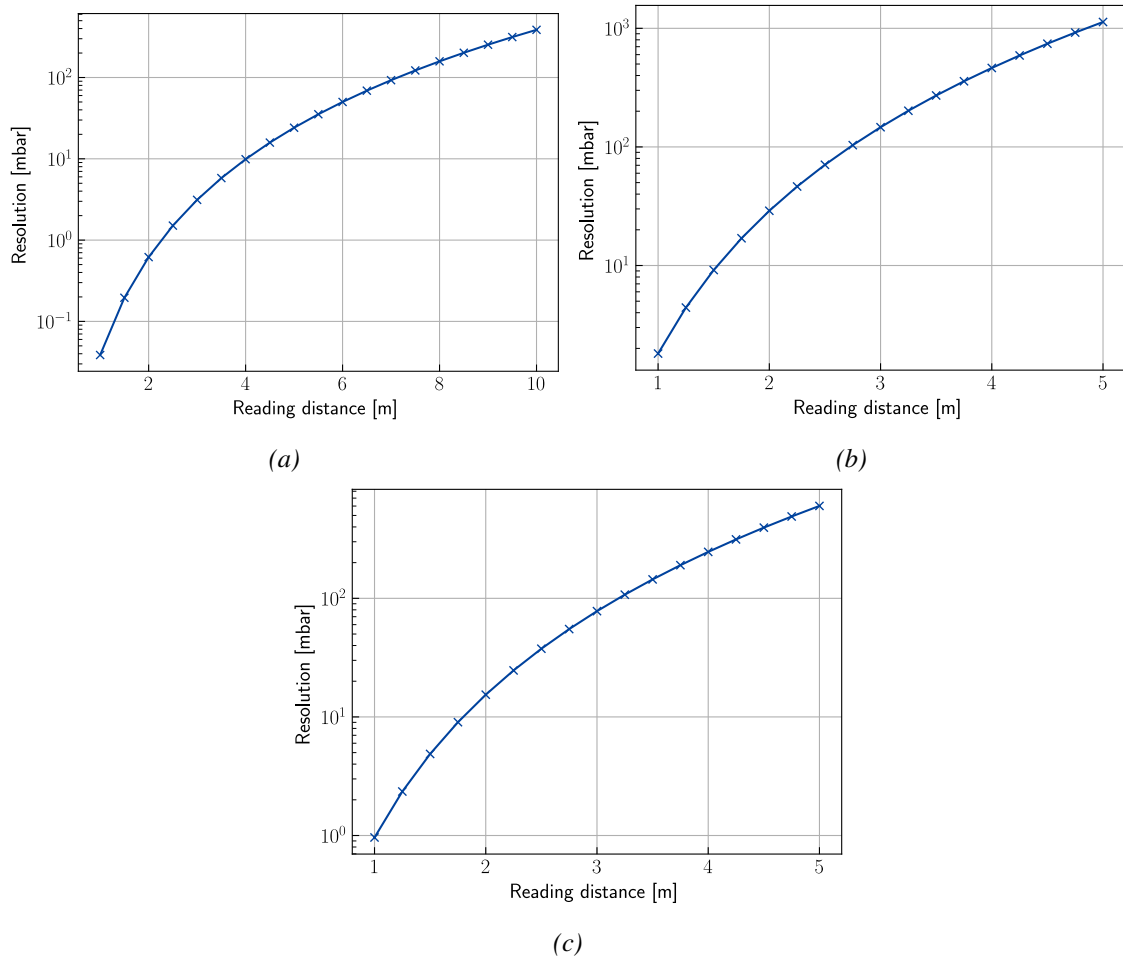 Resolution [mbar]
10^2
10^1
10^0
10^−1
2 4 6 8 10
Reading distance [m]
(a)
Resolution [mbar]
10^3
10^2
10^1
1 2 3 4 5
Reading distance [m]
(b)
Resolution [mbar]
10^2
10^1
10^0
1 2 3 4 5
Reading distance [m]
(c)